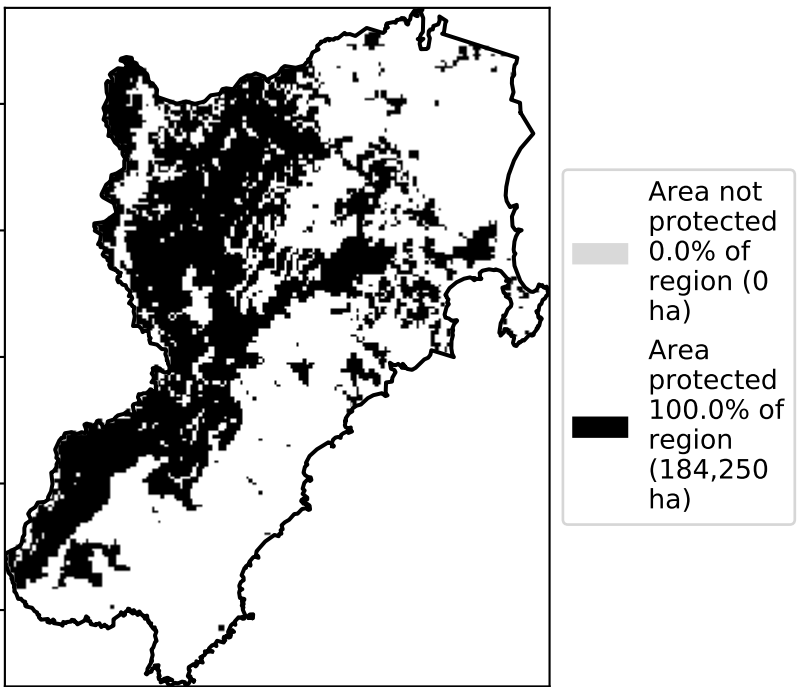 Area not
protected
0.0% of
region (0
ha)
Area
protected
100.0% of
region
(184,250
ha)